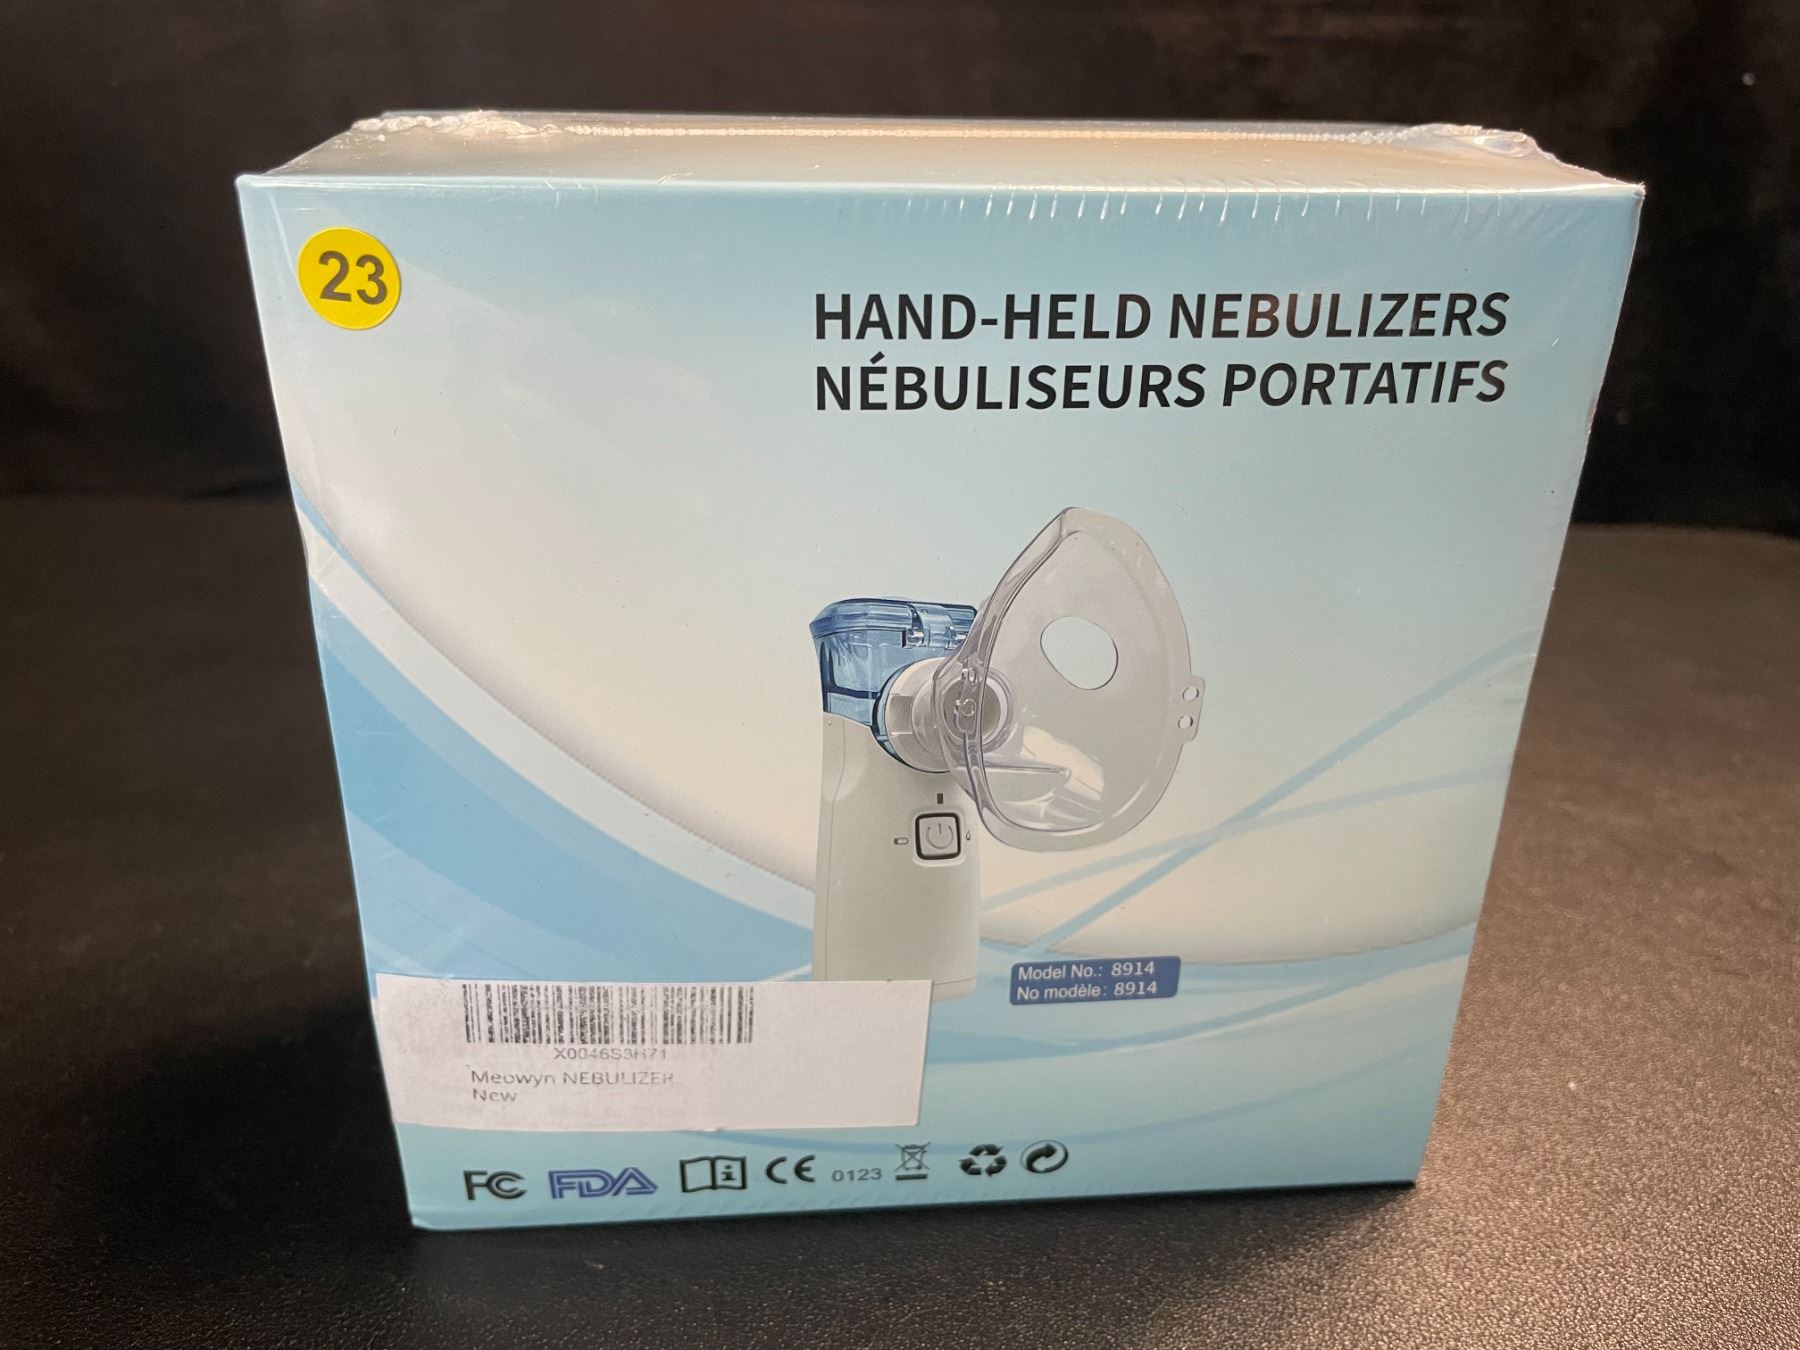 23
HAND-HELD NEBULIZERS
NÉBULISEURS PORTATIFS
Model No.: 8914
No modèle: 8914
X0046S3H71
Meowyn NEBULIZER
New
FC FDA i CE 0123